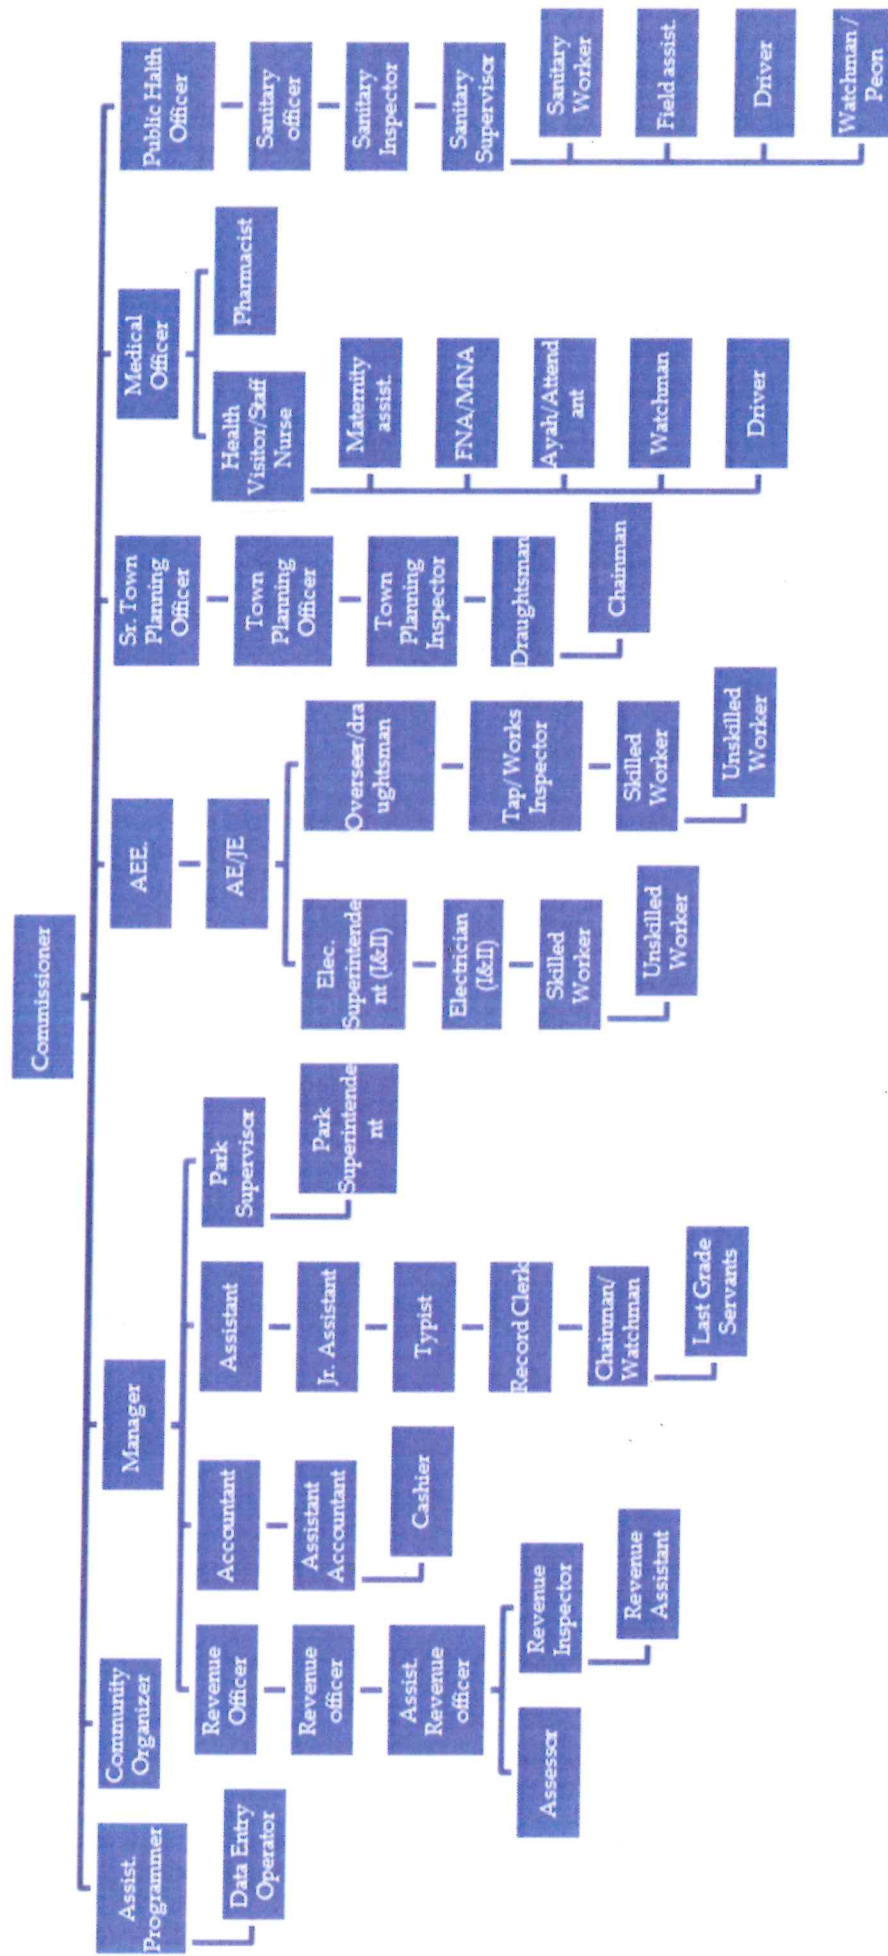 Commissioner
Assist.
Programmer
Data Entry
Operator
Community
Organizer
Manager
Revenue
Officer
Revenue
officer
Assist.
Revenue
officer
Assessor
Revenue
Inspector
Revenue
Assistant
Accountant
Assistant
Accountant
Cashier
Assistant
Jr. Assistant
Typist
Record Clerk
Chainman/
Watchman
Last Grade
Servants
Park
Supervisor
Park
Superintende
nt
AEE.
AE/JE
Elec.
Superintende
nt (I&II)
Electrician
(I&II)
Skilled
Worker
Unskilled
Worker
Overseer/dra
ughtsman
Tap/Works
Inspector
Skilled
Worker
Unskilled
Worker
Sr. Town
Planning
Officer
Town
Planning
Officer
Town
Planning
Inspector
Draughtsman
Chainman
Medical
Officer
Health
Visitor/Staff
Nurse
Maternity
assist.
FNA/MNA
Ayah/Attend
ant
Watchman
Driver
Pharmacist
Public Halth
Officer
Sanitary
officer
Sanitary
Inspector
Sanitary
Supervisor
Sanitary
Worker
Field assist.
Driver
Watchman /
Peon